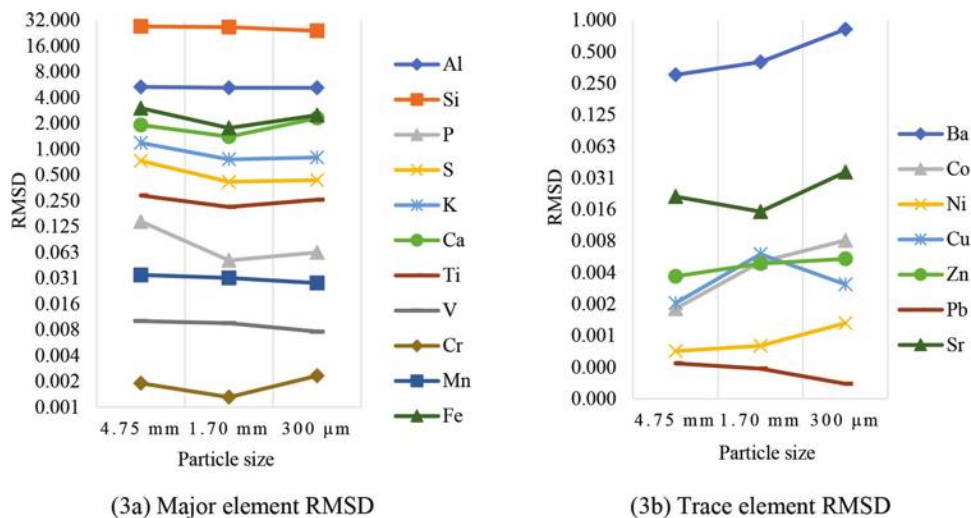 32.000
16.000
8.000
4.000
2.000
1.000
0.500
0.250
0.125
0.063
0.031
0.016
0.008
0.004
0.002
0.001
RMSD
4.75 mm 1.70 mm 300 µm
Particle size
Al
Si
P
S
K
Ca
Ti
V
Cr
Mn
Fe
(3a) Major element RMSD
1.000
0.500
0.250
0.125
0.063
0.031
0.016
0.008
0.004
0.002
0.001
0.000
0.000
RMSD
4.75 mm 1.70 mm 300 µm
Particle size
Ba
Co
Ni
Cu
Zn
Pb
Sr
(3b) Trace element RMSD